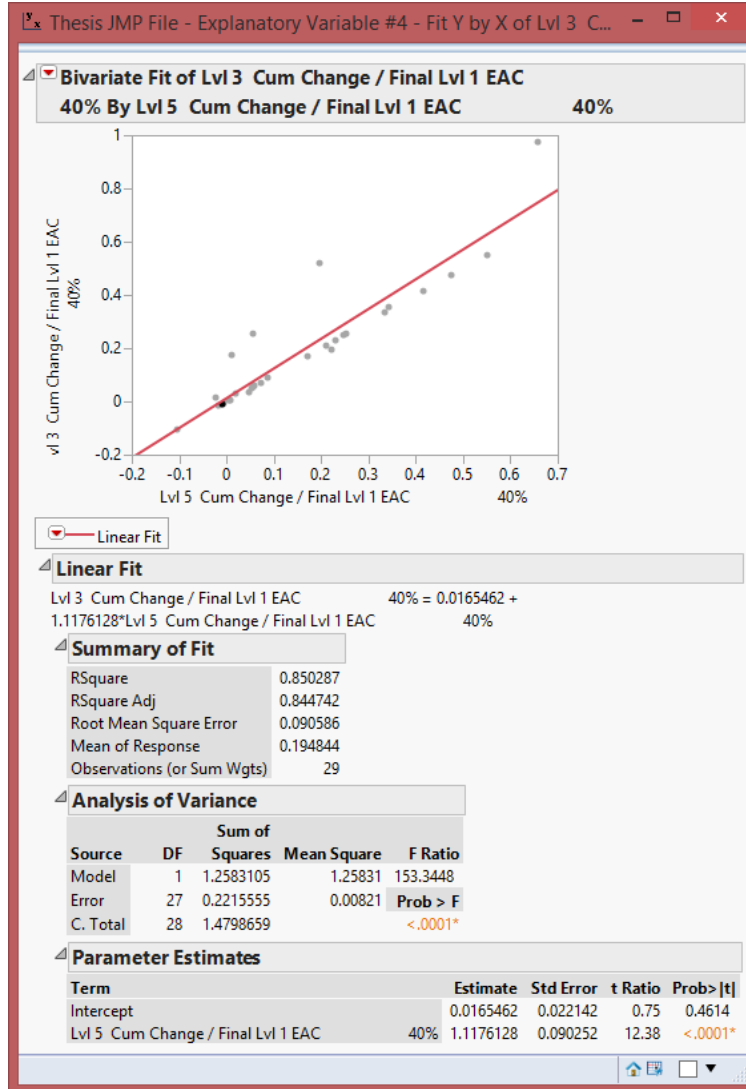 Thesis JMP File - Explanatory Variable #4 - Fit Y by X of Lvl 3 C...
Bivariate Fit of Lvl 3 Cum Change / Final Lvl 1 EAC
40% By Lvl 5 Cum Change / Final Lvl 1 EAC 40%
vl 3 Cum Change / Final Lvl 1 EAC
40%
1
0.8
0.6
0.4
0.2
0
-0.2
-0.2 -0.1 0 0.1 0.2 0.3 0.4 0.5 0.6 0.7
Lvl 5 Cum Change / Final Lvl 1 EAC 40%
Linear Fit
Linear Fit
Lvl 3 Cum Change / Final Lvl 1 EAC 40% = 0.0165462 +
1.1176128*Lvl 5 Cum Change / Final Lvl 1 EAC 40%
Summary of Fit
RSquare 0.850287
RSquare Adj 0.844742
Root Mean Square Error 0.090586
Mean of Response 0.194844
Observations (or Sum Wgts) 29
Analysis of Variance
Sum of
Source DF Squares Mean Square F Ratio
Model 1 1.2583105 1.25831 153.3448
Error 27 0.2215555 0.00821 Prob > F
C. Total 28 1.4798659 <.0001*
Parameter Estimates
Term Estimate Std Error t Ratio Prob>|t|
Intercept 0.0165462 0.022142 0.75 0.4614
Lvl 5 Cum Change / Final Lvl 1 EAC 40% 1.1176128 0.090252 12.38 <.0001*